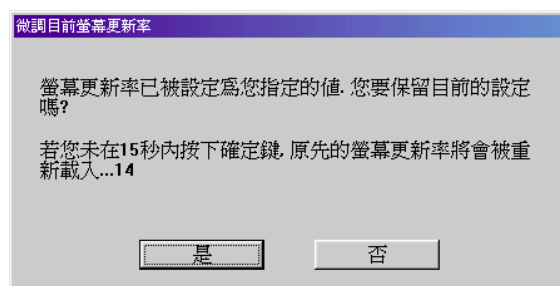 微調目前螢幕更新率
螢幕更新率已被設定為您指定的值. 您要保留目前的設定
嗎?
若您未在15秒內按下確定鍵, 原先的螢幕更新率將會被重
新載入...14
是
否